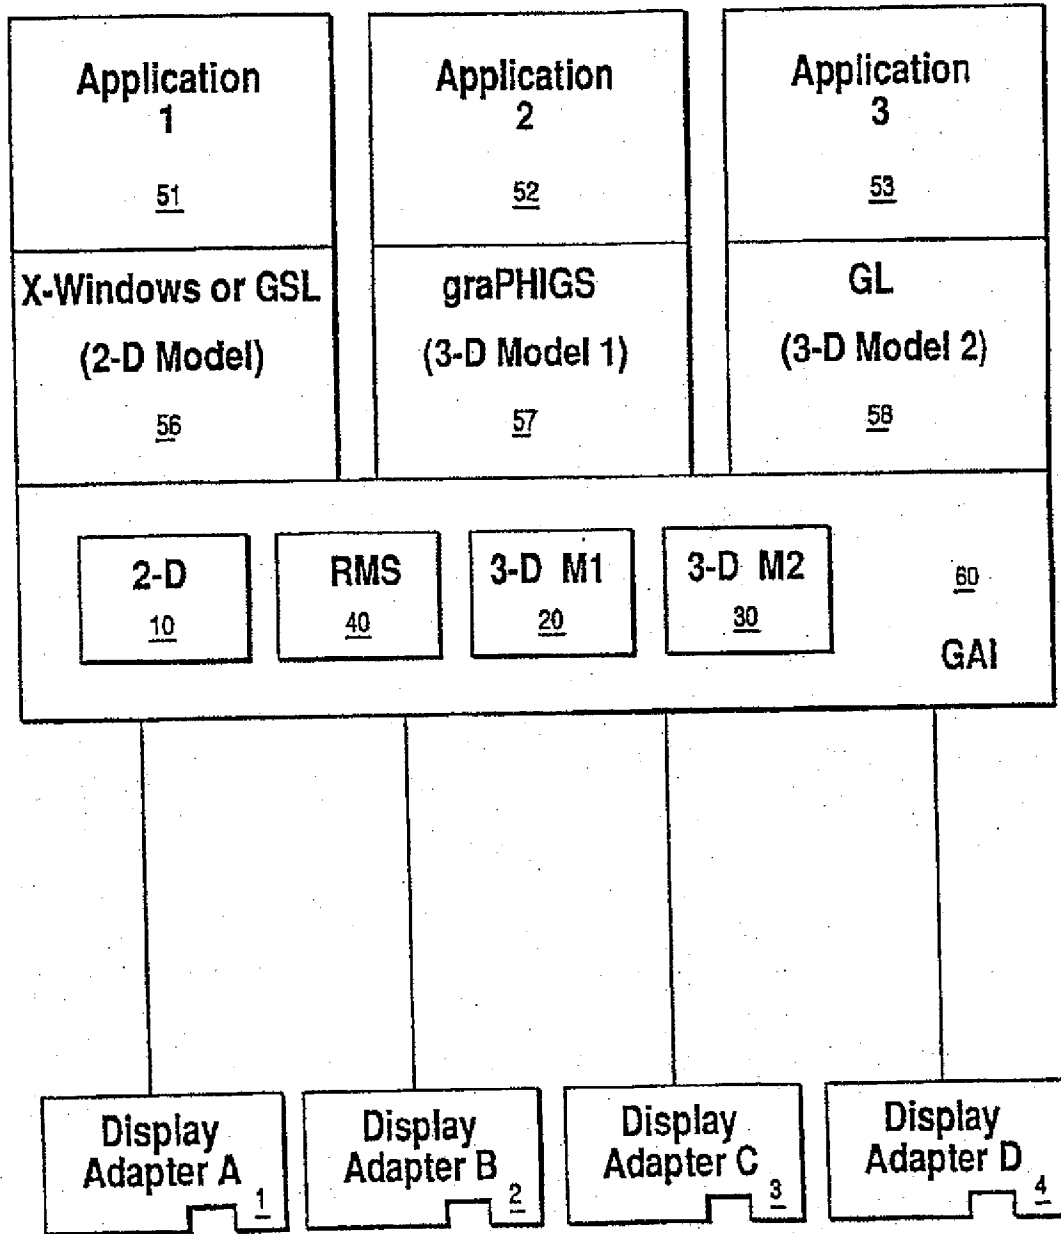 Application
1
51
Application
2
52
Application
3
53
X-Windows or GSL
(2-D Model)
56
graPHIGS
(3-D Model 1)
57
GL
(3-D Model 2)
58
2-D
10
RMS
40
3-D M1
20
3-D M2
30
60
GAI
Display
Adapter A
1
Display
Adapter B
2
Display
Adapter C
3
Display
Adapter D
4